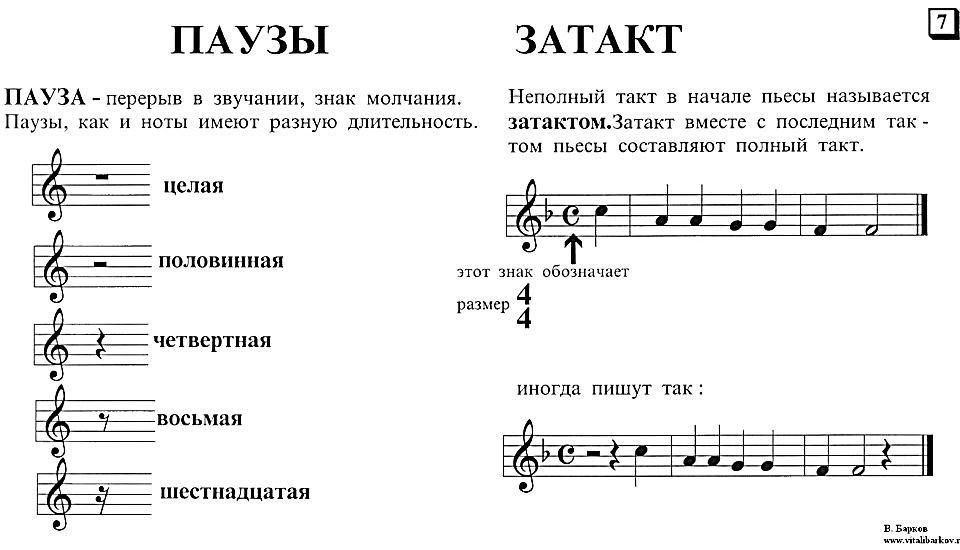 7
ПАУЗЫ
ПАУЗА - перерыв в звучании, знак молчания.
Паузы, как и ноты имеют разную длительность.
целая
половинная
четвертная
восьмая
шестнадцатая
ЗАТАКТ
Неполный такт в начале пьесы называется
затактом.Затакт вместе с последним так -
том пьесы составляют полный такт.
этот знак обозначает
размер 4
4
иногда пишут так :
В. Барков
www.vitalibarkov.r